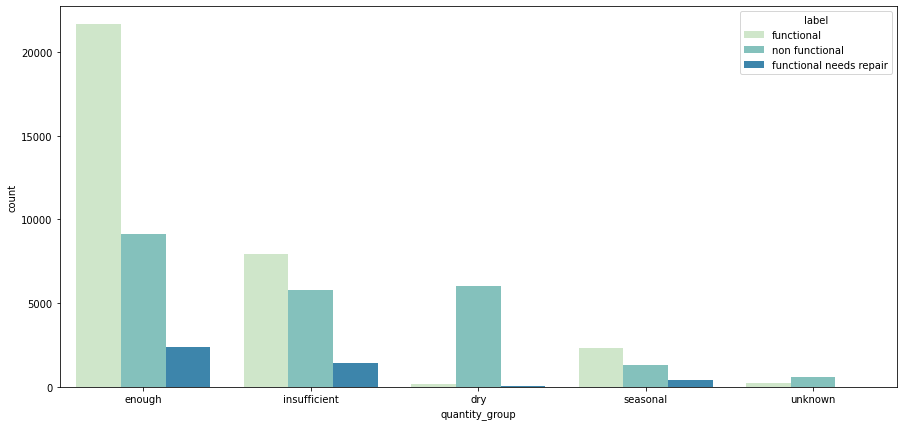 label
functional
non functional
functional needs repair
20000
15000
10000
5000
0
count
enough insufficient dry seasonal unknown
quantity_group